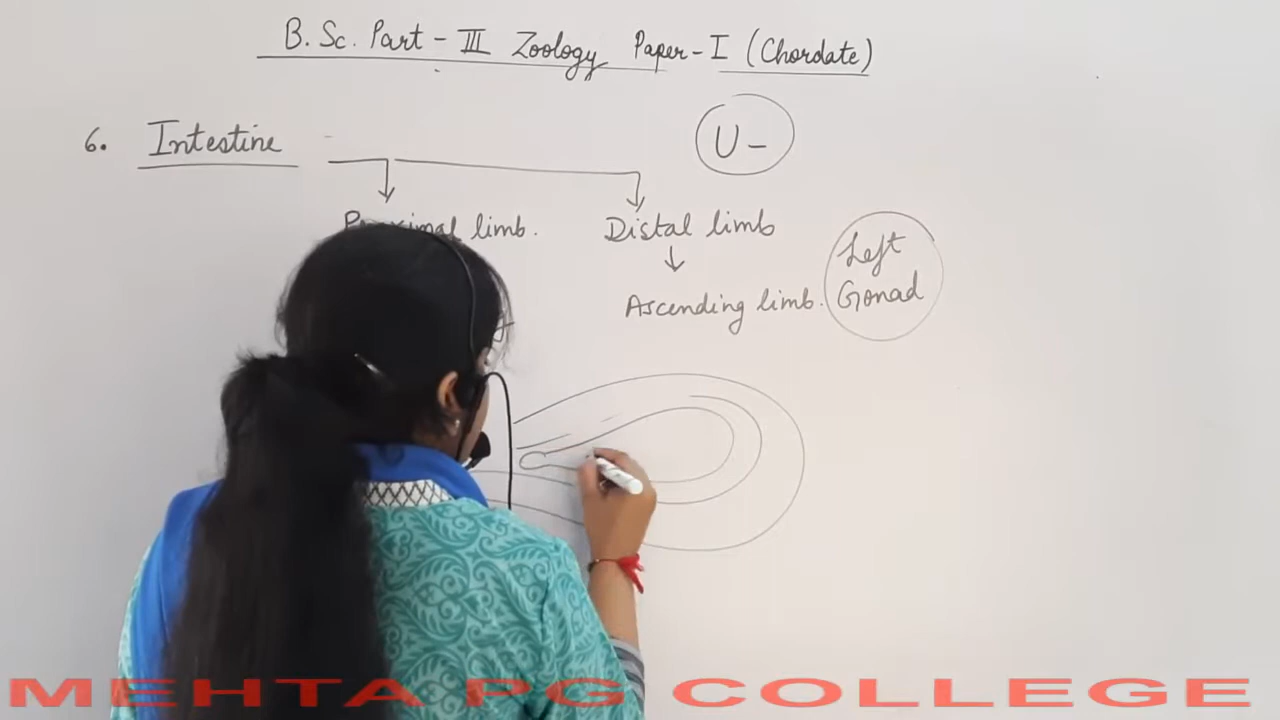 B. Sc. Part - III Zoology Paper - I (Chordate)
U -
6. Intestine
Proximal limb.
Distal limb
Left
Gonad
Ascending limb.
MEHTA PG COLLEGE